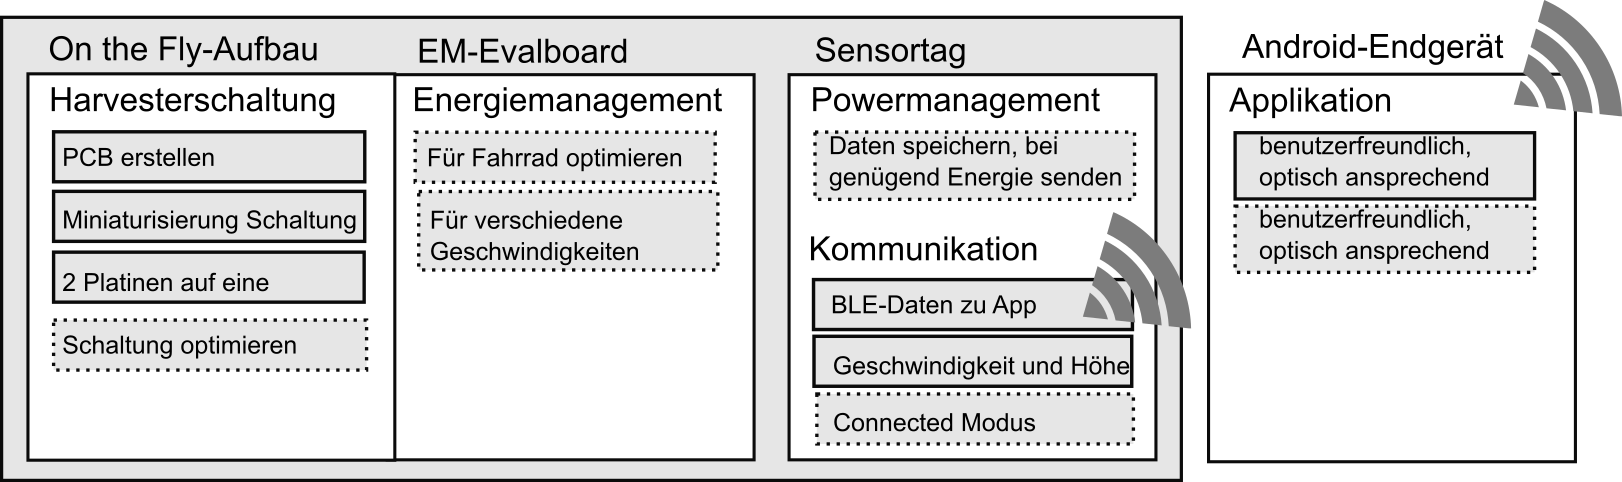 On the Fly-Aufbau
Harvesterschaltung
PCB erstellen
Miniaturisierung Schaltung
2 Platinen auf eine
Schaltung optimieren
EM-Evalboard
Energiemanagement
Für Fahrrad optimieren
Für verschiedene
Geschwindigkeiten
Sensortag
Powermanagement
Daten speichern, bei
genügend Energie senden
Kommunikation
BLE-Daten zu App
Geschwindigkeit und Höhe
Connected Modus
Android-Endgerät
Applikation
benutzerfreundlich,
optisch ansprechend
benutzerfreundlich,
optisch ansprechend